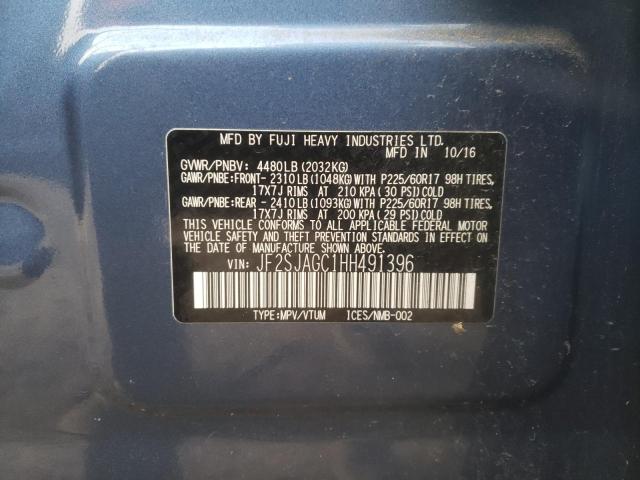 MFD BY FUJI HEAVY INDUSTRIES LTD.
MFD IN 10/16
GVWR/PNBV: 4480LB (2032KG)
GAWR/PNBE:FRONT- 2310LB (1048KG) WITH P225/60R17 98H TIRES,
17X7J RIMS AT 210 KPA (30 PSI) COLD
GAWR/PNBE:REAR - 2410LB (1093KG) WITH P225/60R17 98H TIRES,
17X7J RIMS AT 200 KPA (29 PSI) COLD
THIS VEHICLE CONFORMS TO ALL APPLICABLE FEDERAL MOTOR
VEHICLE SAFETY AND THEFT PREVENTION STANDARDS IN EFFECT ON
THE DATE OF MANUFACTURE SHOWN ABOVE.
VIN: JF2SJAGC1HH491396
TYPE:MPV/VTUM ICES/NMB-002